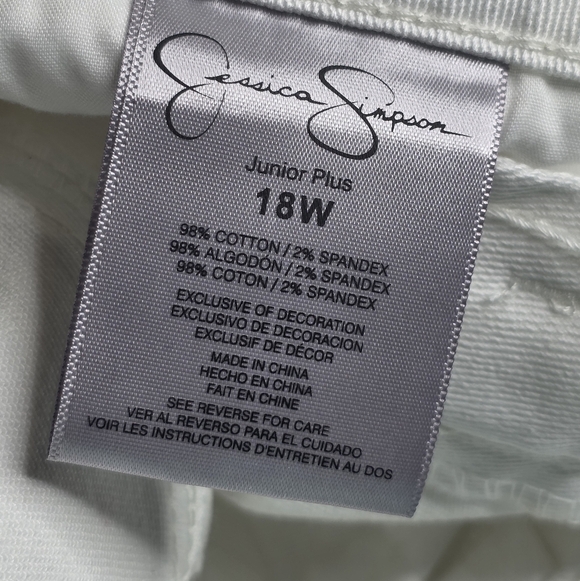 Jessica Simpson
Junior Plus
18W
98% COTTON / 2% SPANDEX
98% ALGODÓN / 2% SPANDEX
98% COTON / 2% SPANDEX
EXCLUSIVE OF DECORATION
EXCLUSIVO DE DECORACION
EXCLUSIF DE DÉCOR
MADE IN CHINA
HECHO EN CHINA
FAIT EN CHINE
SEE REVERSE FOR CARE
VER AL REVERSO PARA EL CUIDADO
VOIR LES INSTRUCTIONS D'ENTRETIEN AU DOS